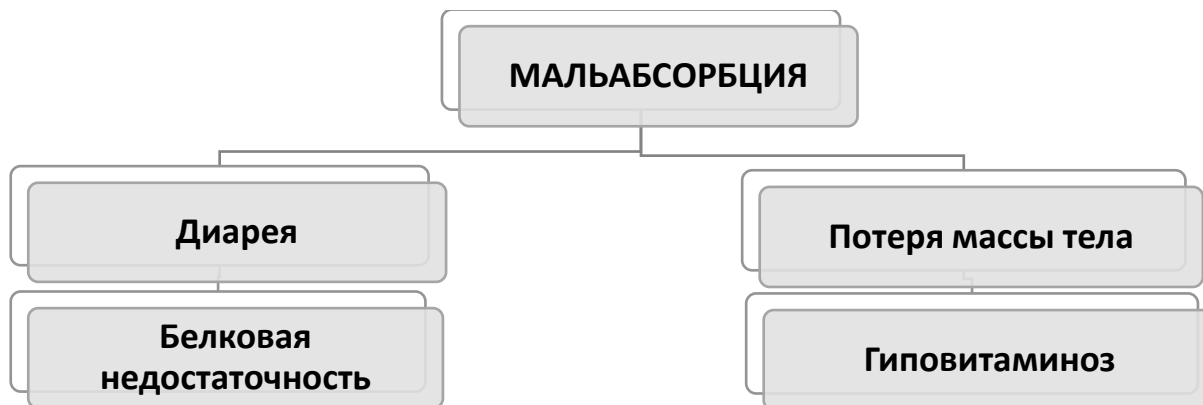 МАЛЬАБСОРБЦИЯ
Диарея
Потеря массы тела
Белковая
недостаточность
Гиповитаминоз